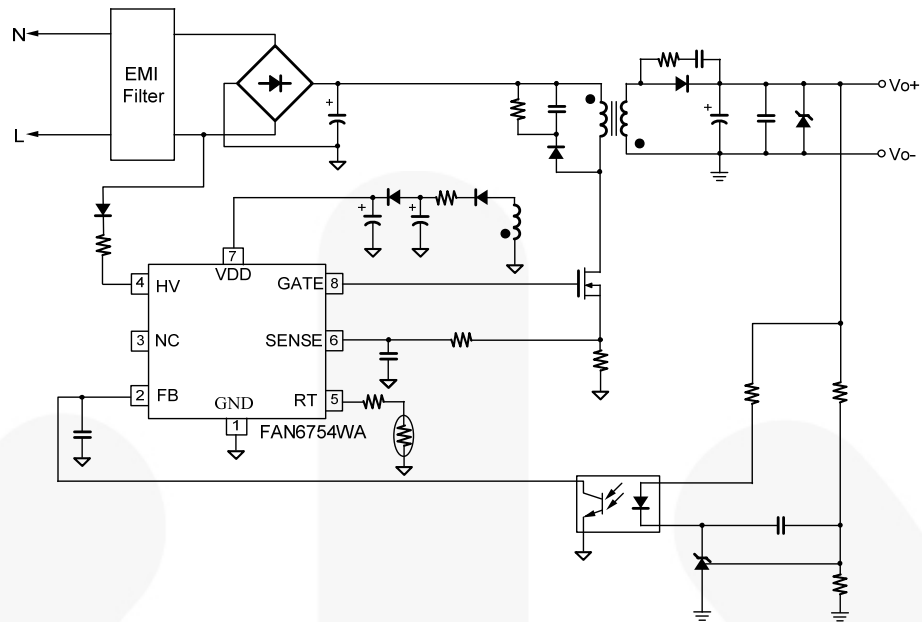 N
EMI
Filter
L
+
+
Vo+
Vo-
+
+
7
VDD
4
HV
GATE
8
3
NC
SENSE
6
2
FB
GND
RT
5
1
FAN6754WA